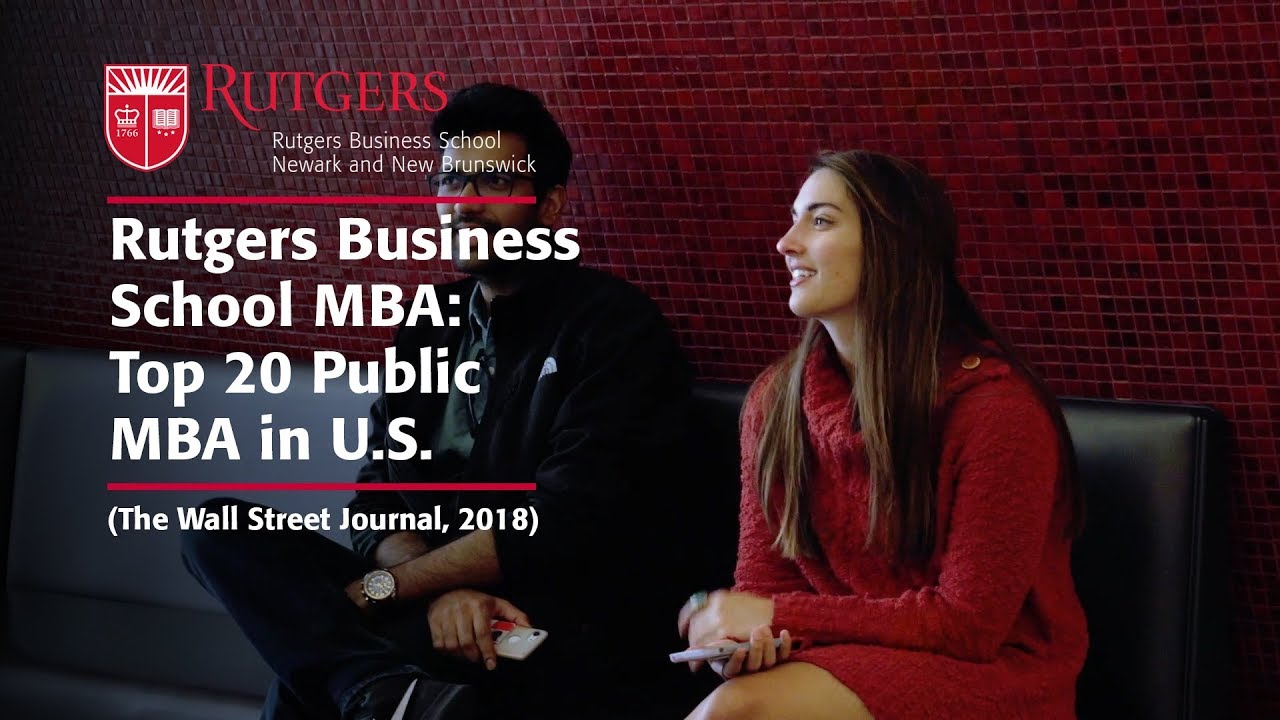 RUTGERS
1766
Rutgers Business School
Newark and New Brunswick
Rutgers Business
School MBA:
Top 20 Public
MBA in U.S.
(The Wall Street Journal, 2018)